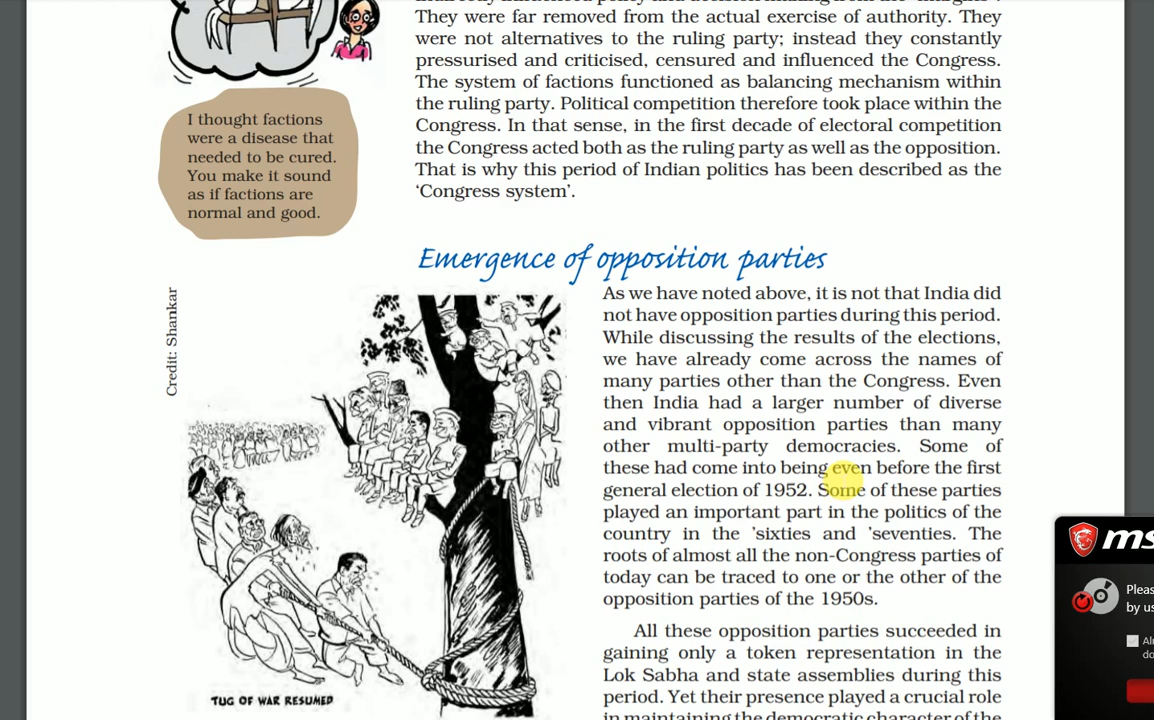 They were far removed from the actual exercise of authority. They
were not alternatives to the ruling party; instead they constantly
pressurised and criticised, censured and influenced the Congress.
The system of factions functioned as balancing mechanism within
the ruling party. Political competition therefore took place within the
Congress. In that sense, in the first decade of electoral competition
the Congress acted both as the ruling party as well as the opposition.
That is why this period of Indian politics has been described as the
‘Congress system’.
I thought factions
were a disease that
needed to be cured.
You make it sound
as if factions are
normal and good.
Emergence of opposition parties
Credit: Shankar
As we have noted above, it is not that India did
not have opposition parties during this period.
While discussing the results of the elections,
we have already come across the names of
many parties other than the Congress. Even
then India had a larger number of diverse
and vibrant opposition parties than many
other multi-party democracies. Some of
these had come into being even before the first
general election of 1952. Some of these parties
played an important part in the politics of the
country in the ’sixties and ’seventies. The
roots of almost all the non-Congress parties of
today can be traced to one or the other of the
opposition parties of the 1950s.
All these opposition parties succeeded in
gaining only a token representation in the
Lok Sabha and state assemblies during this
period. Yet their presence played a crucial role
in maintaining the democratic character of the
TUG OF WAR RESUMED
ms
Pleas
by us
Al
do